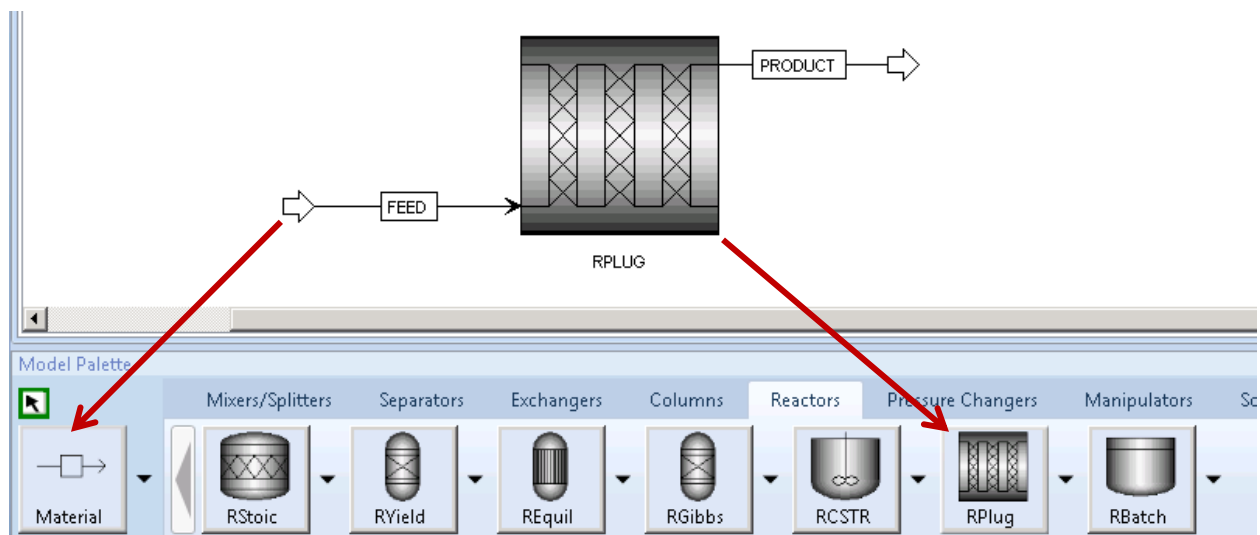 PRODUCT
FEED
RPLUG
Model Palette
Mixers/Splitters Separators Exchangers Columns Reactors Pressure Changers Manipulators
Material RStoic RYield REquil RGibbs RCSTR RPlug RBatch